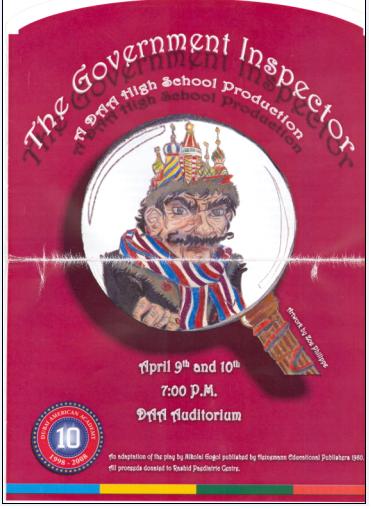 The Government Inspector
A DAA High School Production
Artwork by Zoe Philipps
April 9th and 10th
7:00 P.M.
DAA Auditorium
DUBAI AMERICAN ACADEMY
10
1998 - 2008
An adaptation of the play by Nikolai Gogol published by Heinemann Educational Publishers 1980.
All proceeds donated to Rashid Paediatric Centre.